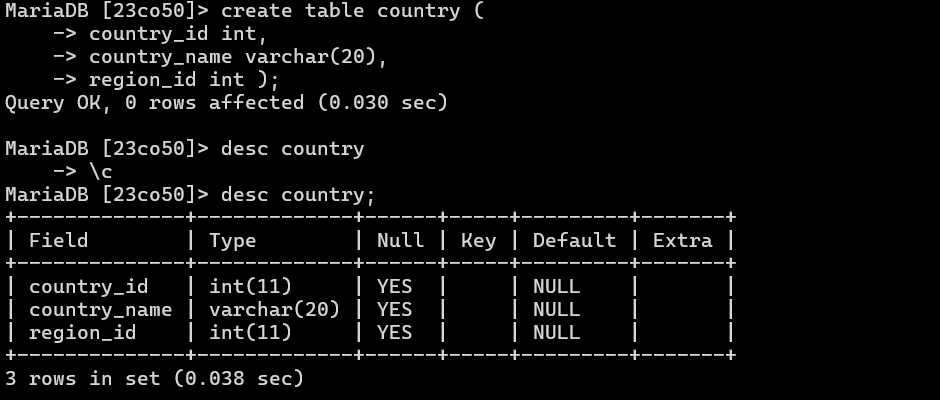 MariaDB [23co50]> create table country (
    -> country_id int,
    -> country_name varchar(20),
    -> region_id int );
Query OK, 0 rows affected (0.030 sec)

MariaDB [23co50]> desc country
    -> \c
MariaDB [23co50]> desc country;
+--------------+-------------+------+-----+---------+-------+
| Field        | Type        | Null | Key | Default | Extra |
+--------------+-------------+------+-----+---------+-------+
| country_id   | int(11)     | YES  |     | NULL    |       |
| country_name | varchar(20) | YES  |     | NULL    |       |
| region_id    | int(11)     | YES  |     | NULL    |       |
+--------------+-------------+------+-----+---------+-------+
3 rows in set (0.038 sec)